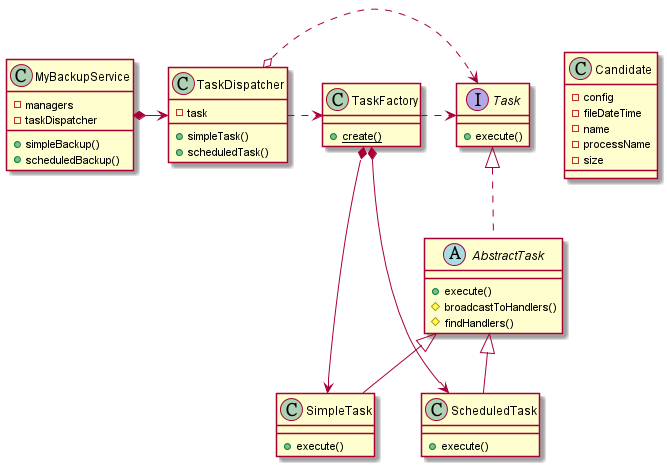 C MyBackupService
managers
taskDispatcher
simpleBackup()
scheduledBackup()
C TaskDispatcher
task
simpleTask()
scheduledTask()
C TaskFactory
create()
I Task
execute()
C Candidate
config
fileDateTime
name
processName
size
A AbstractTask
execute()
broadcastToHandlers()
findHandlers()
C SimpleTask
execute()
C ScheduledTask
execute()